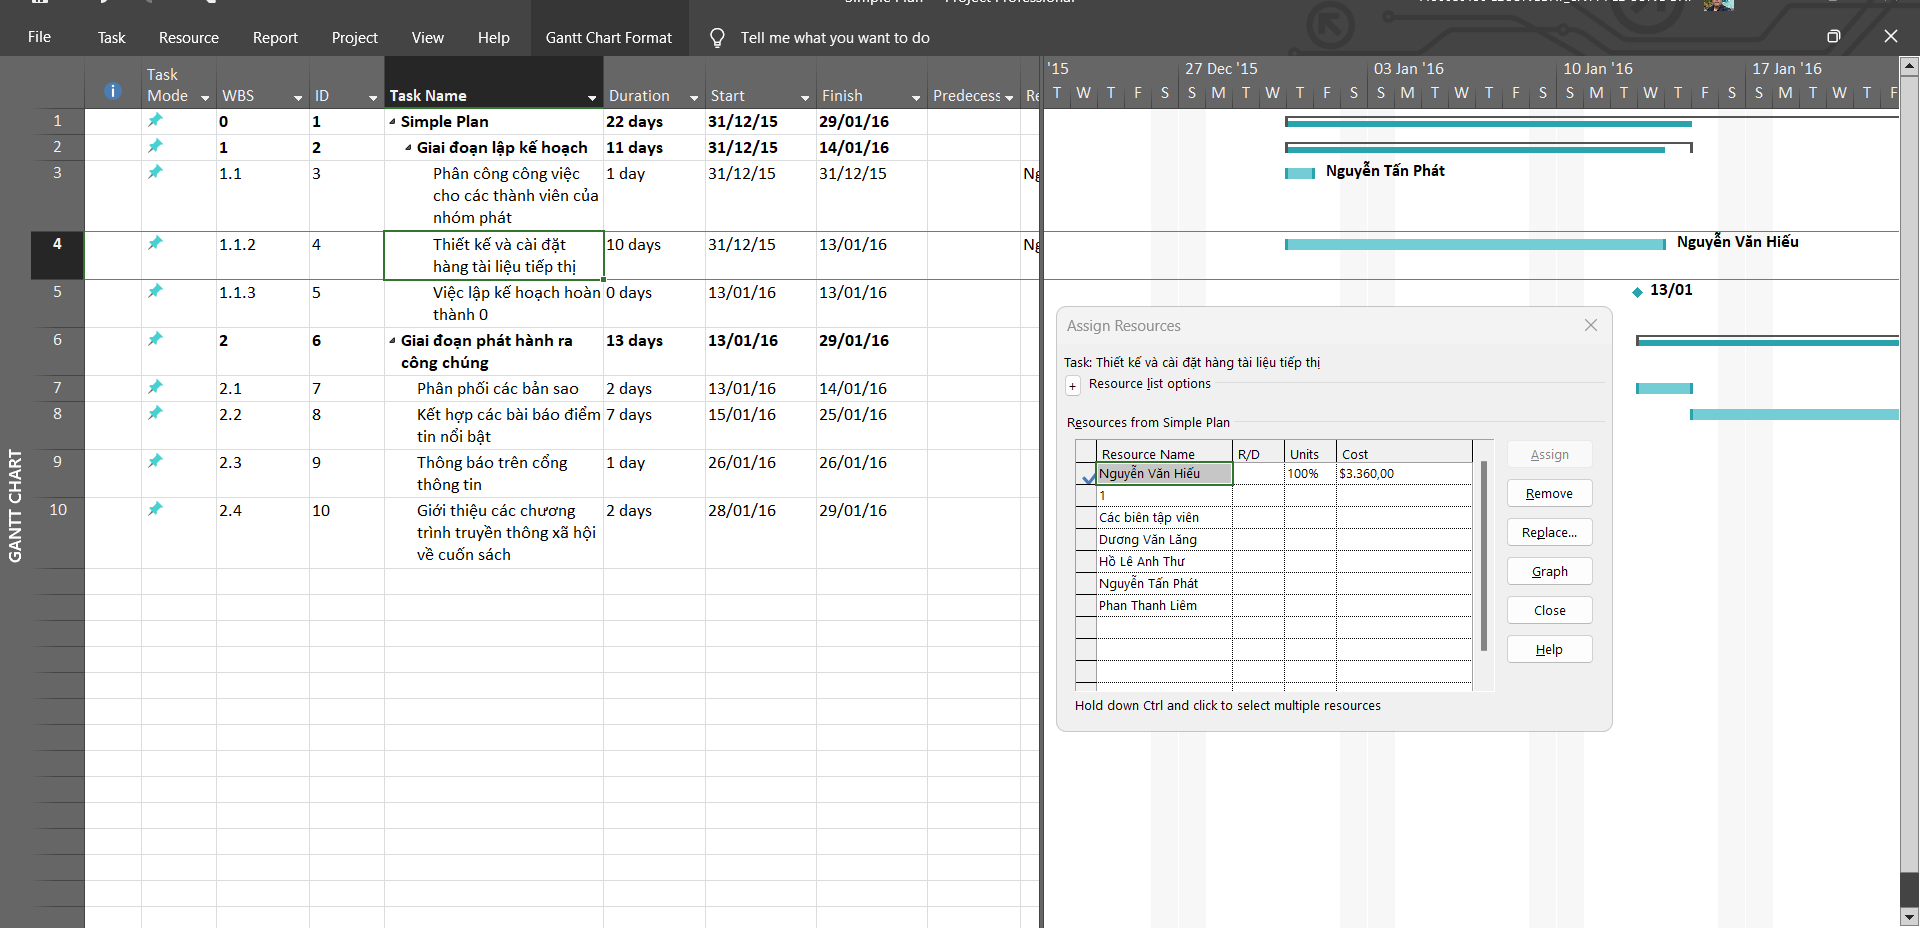 File Task Resource Report Project View Help Gantt Chart Format Tell me what you want to do
Task Mode WBS ID Task Name Duration Start Finish Predecess
'15 27 Dec '15 03 Jan '16 10 Jan '16 17 Jan '16
T W T F S S M T W T F S S M T W T F S S M T W T F S S M T W T F
1 0 1 Simple Plan 22 days 31/12/15 29/01/16
2 1 2 Giai đoạn lập kế hoạch 11 days 31/12/15 14/01/16
3 1.1 3 Phân công công việc 1 day 31/12/15 31/12/15 Nguyễn Tấn Phát
cho các thành viên của
nhóm phát
4 1.1.2 4 Thiết kế và cài đặt 10 days 31/12/15 13/01/16 Nguyễn Văn Hiếu
hàng tài liệu tiếp thị
5 1.1.3 5 Việc lập kế hoạch hoàn 0 days 13/01/16 13/01/16 13/01
thành 0
6 2 6 Giai đoạn phát hành ra 13 days 13/01/16 29/01/16
công chúng
7 2.1 7 Phân phối các bản sao 2 days 13/01/16 14/01/16
8 2.2 8 Kết hợp các bài báo điểm 7 days 15/01/16 25/01/16
tin nổi bật
9 2.3 9 Thông báo trên cổng 1 day 26/01/16 26/01/16
thông tin
10 2.4 10 Giới thiệu các chương 2 days 28/01/16 29/01/16
trình truyền thông xã hội
về cuốn sách
GANTT CHART
Assign Resources
Task: Thiết kế và cài đặt hàng tài liệu tiếp thị
+ Resource list options
Resources from Simple Plan
Resource Name R/D Units Cost
Nguyễn Văn Hiếu 100% $3.360,00
1
Các biên tập viên
Dương Văn Lăng
Hồ Lê Anh Thư
Nguyễn Tấn Phát
Phan Thanh Liêm
Assign
Remove
Replace...
Graph
Close
Help
Hold down Ctrl and click to select multiple resources